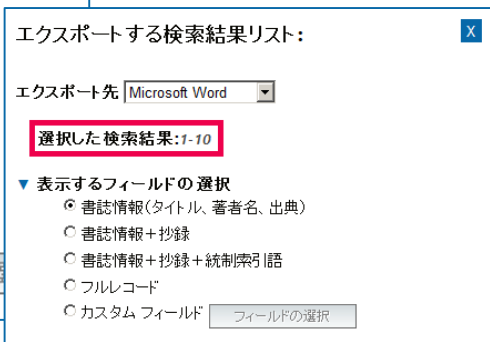 エクスポートする検索結果リスト:
X
エクスポート先 Microsoft Word
選択した検索結果:1-10
▼ 表示するフィールドの選択
書誌情報(タイトル、著者名、出典)
書誌情報+抄録
書誌情報+抄録+統制索引語
フルレコード
カスタム フィールド フィールドの選択